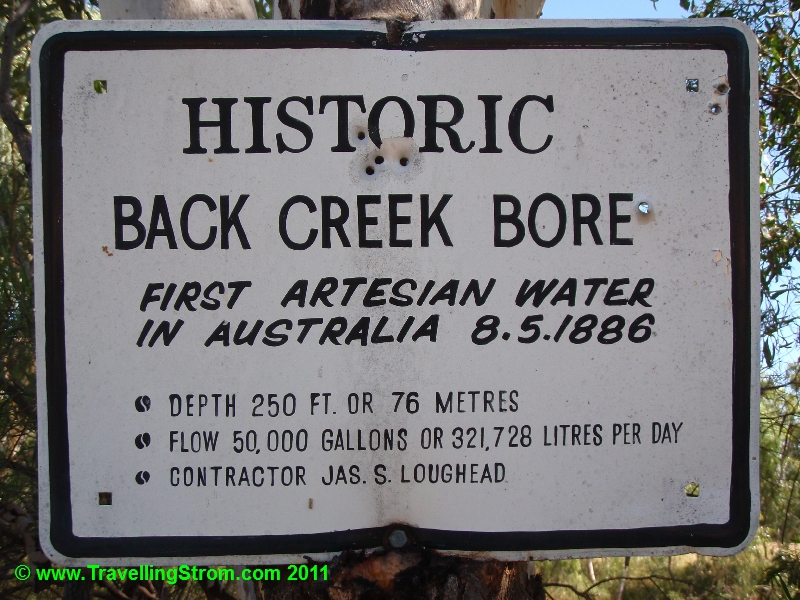 HISTORIC
BACK CREEK BORE
FIRST ARTESIAN WATER
IN AUSTRALIA 8.5.1886
DEPTH 250 FT. OR 76 METRES
FLOW 50,000 GALLONS OR 321,728 LITRES PER DAY
CONTRACTOR JAS. S. LOUGHEAD
© www.TravellingStrom.com 2011